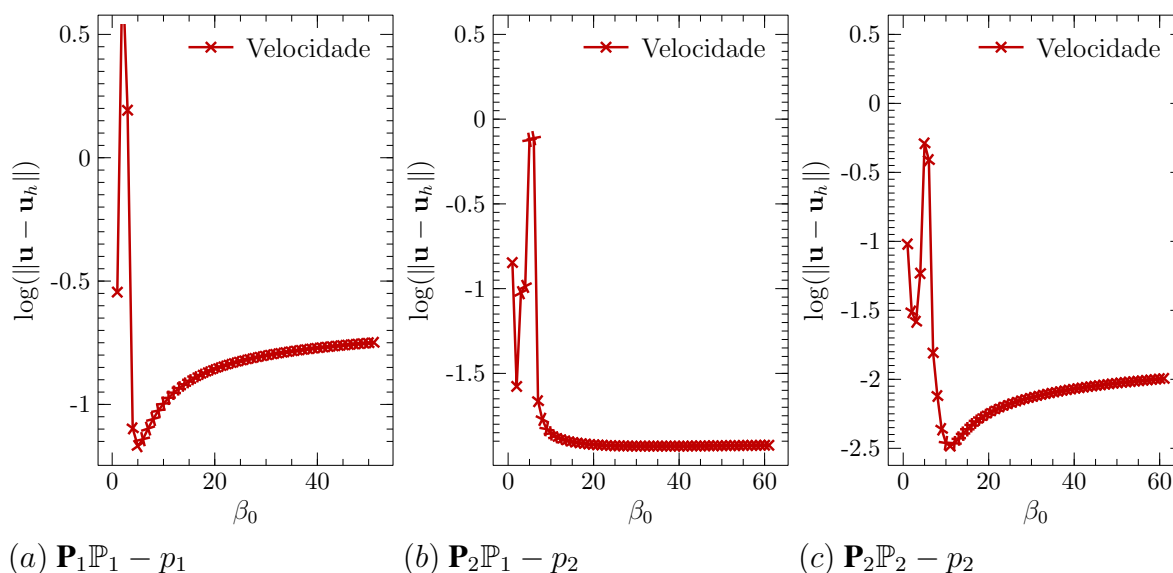 0.5
0
-0.5
-1
0 20 40
log(‖𝐮 − 𝐮ₕ‖)
β₀
Velocidade
(a) 𝐏₁ℙ₁ − p₁
0.5
0
-0.5
-1
-1.5
0 20 40 60
log(‖𝐮 − 𝐮ₕ‖)
β₀
Velocidade
(b) 𝐏₂ℙ₁ − p₂
0.5
0
-0.5
-1
-1.5
-2
-2.5
0 20 40 60
log(‖𝐮 − 𝐮ₕ‖)
β₀
Velocidade
(c) 𝐏₂ℙ₂ − p₂